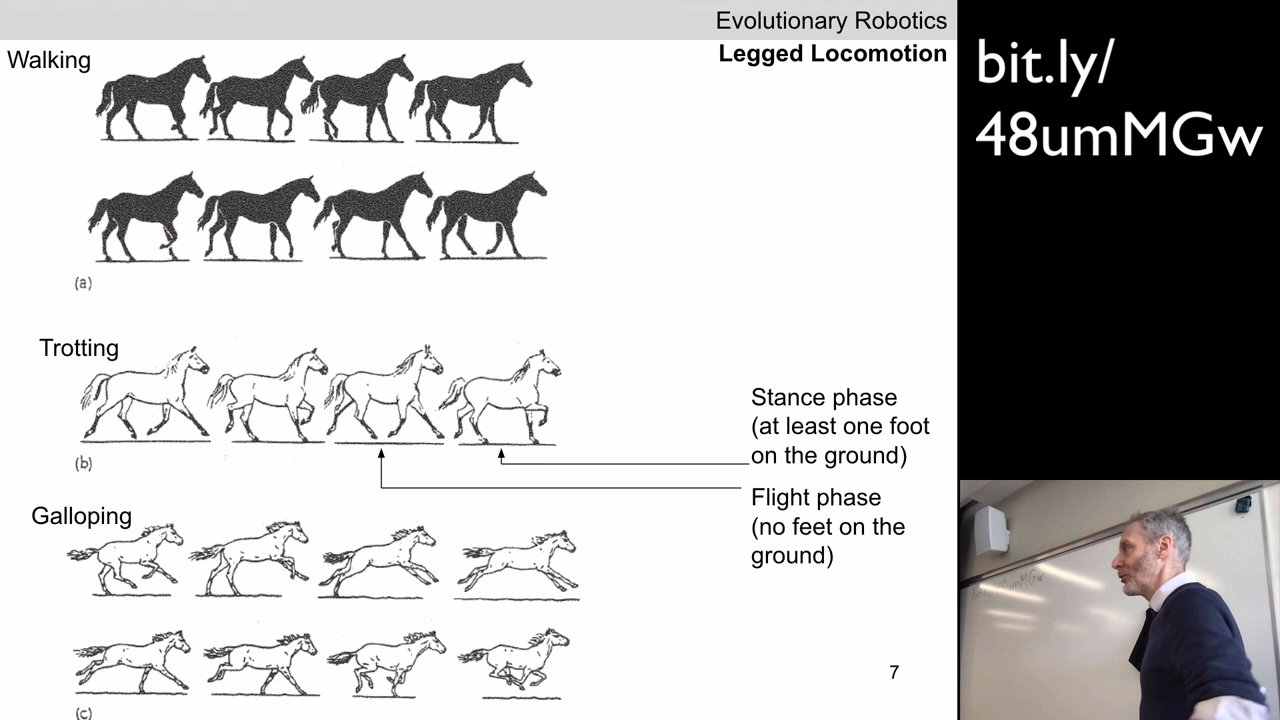 Evolutionary Robotics
Legged Locomotion
Walking
(a)
Trotting
(b)
Stance phase
(at least one foot
on the ground)
Flight phase
(no feet on the
ground)
Galloping
(c)
7
bit.ly/
48umMGw